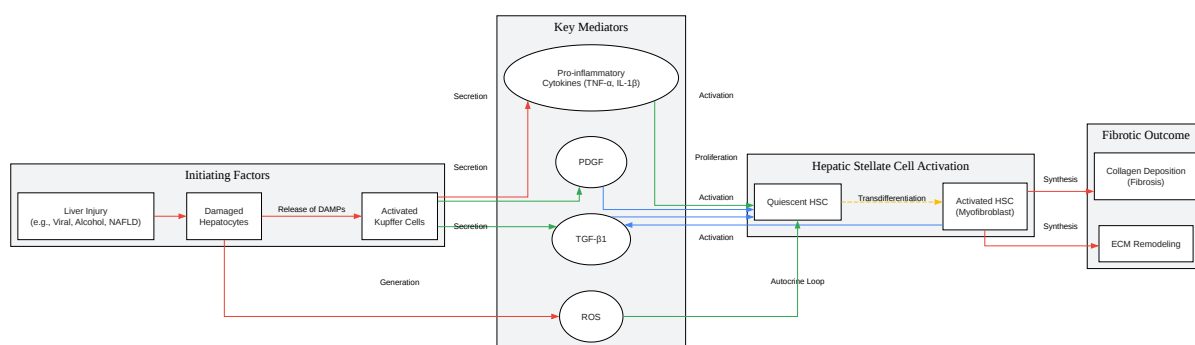 Key Mediators
Pro-inflammatory
Cytokines (TNF-α, IL-1β)
Secretion
Activation
PDGF
Secretion
Proliferation
TGF-β1
Secretion
Activation
Activation
ROS
Generation
Autocrine Loop
Initiating Factors
Liver Injury
(e.g., Viral, Alcohol, NAFLD)
Damaged
Hepatocytes
Release of DAMPs
Activated
Kupffer Cells
Hepatic Stellate Cell Activation
Quiescent HSC
Transdifferentiation
Activated HSC
(Myofibroblast)
Synthesis
Synthesis
Fibrotic Outcome
Collagen Deposition
(Fibrosis)
ECM Remodeling